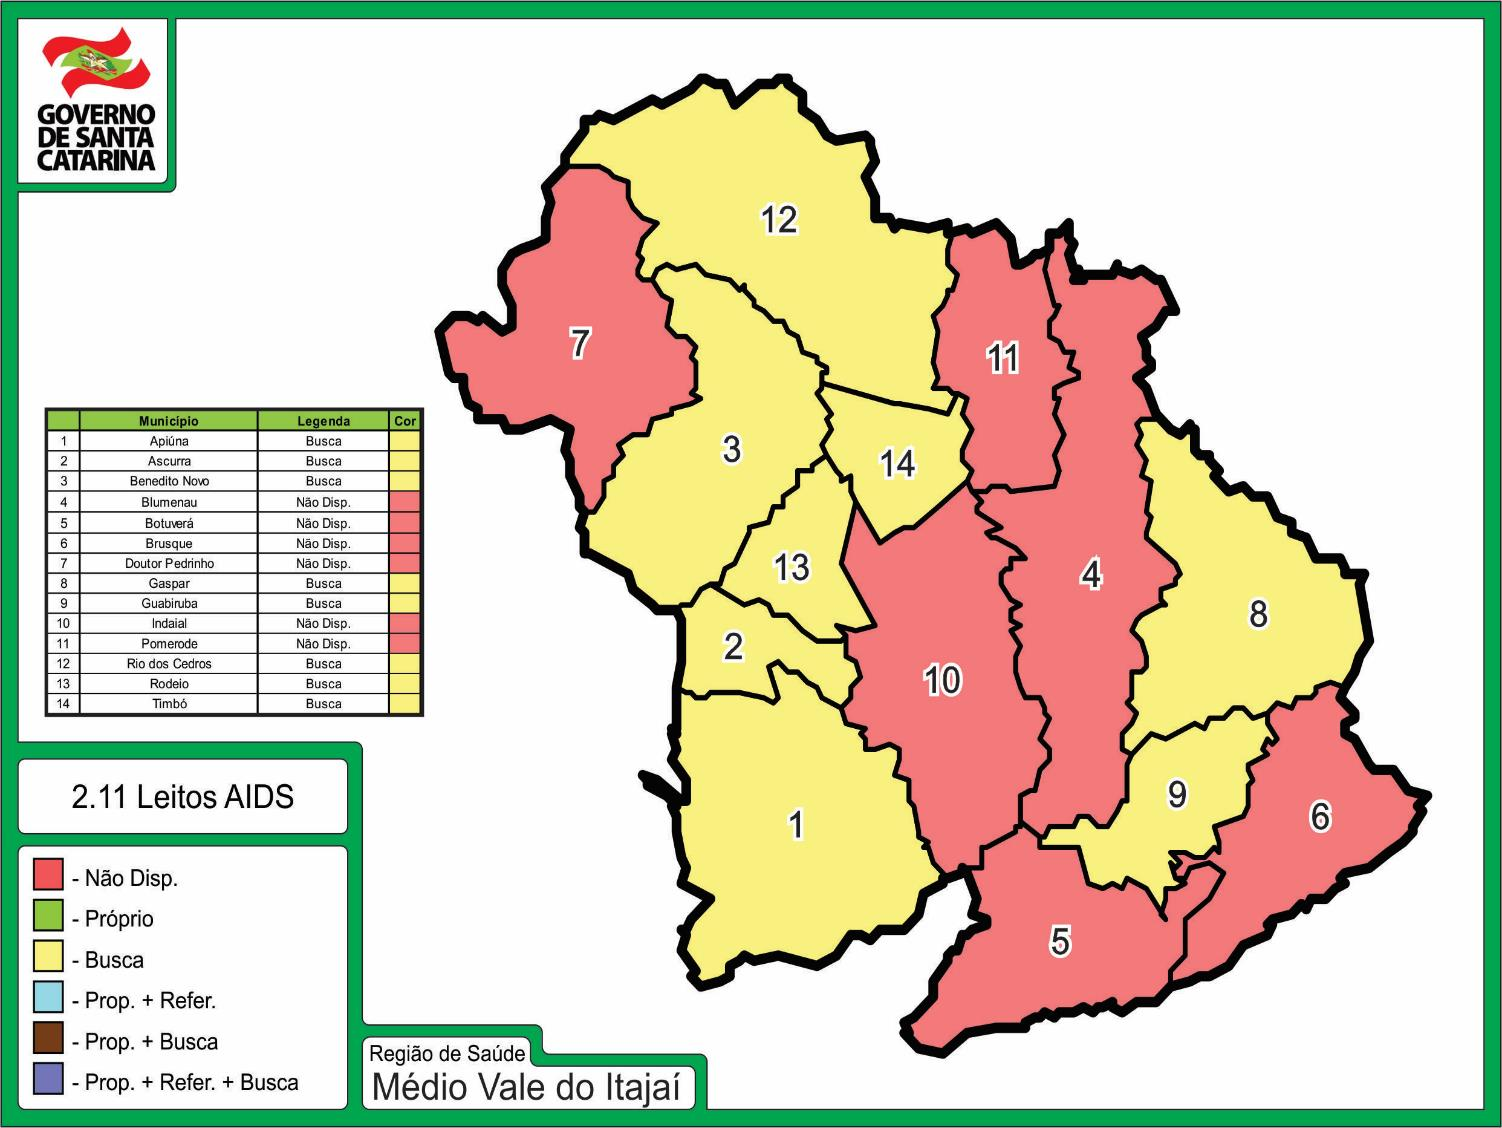 GOVERNO
DE SANTA
CATARINA
12
7
11
3
14
13
4
8
2
10
1
9
6
5
Município Legenda Cor
1 Apiúna Busca
2 Ascurra Busca
3 Benedito Novo Busca
4 Blumenau Não Disp.
5 Botuverá Não Disp.
6 Brusque Não Disp.
7 Doutor Pedrinho Não Disp.
8 Gaspar Busca
9 Guabiruba Busca
10 Indaial Não Disp.
11 Pomerode Não Disp.
12 Rio dos Cedros Busca
13 Rodeio Busca
14 Timbó Busca
2.11 Leitos AIDS
- Não Disp.
- Próprio
- Busca
- Prop. + Refer.
- Prop. + Busca
- Prop. + Refer. + Busca
Região de Saúde
Médio Vale do Itajaí